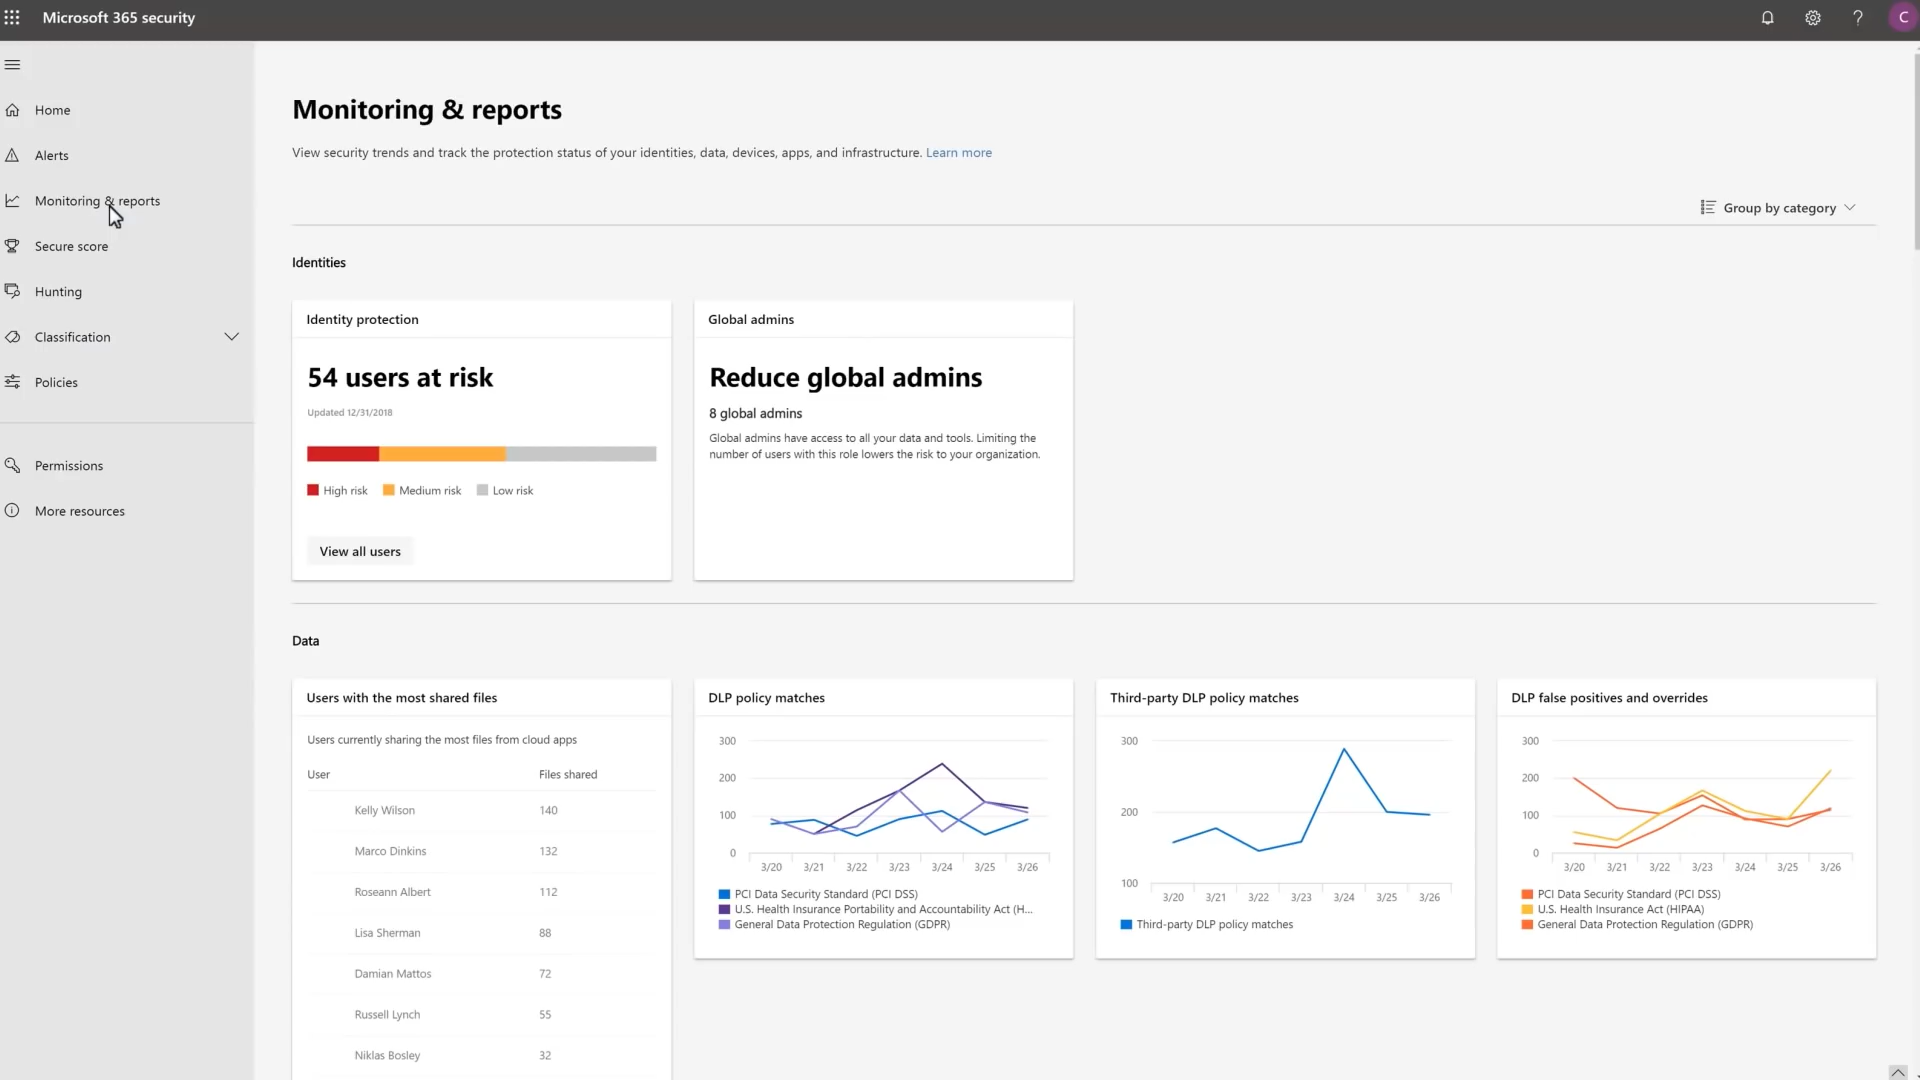 Microsoft 365 security
C
Home
Alerts
Monitoring & reports
Secure score
Hunting
Classification
Policies
Permissions
More resources
Monitoring & reports
View security trends and track the protection status of your identities, data, devices, apps, and infrastructure. Learn more
Group by category
Identities
Identity protection
54 users at risk
Updated 12/31/2018
High risk Medium risk Low risk
View all users
Global admins
Reduce global admins
8 global admins
Global admins have access to all your data and tools. Limiting the
number of users with this role lowers the risk to your organization.
Data
Users with the most shared files
Users currently sharing the most files from cloud apps
User Files shared
Kelly Wilson 140
Marco Dinkins 132
Roseann Albert 112
Lisa Sherman 88
Damian Mattos 72
Russell Lynch 55
Niklas Bosley 32
DLP policy matches
300
200
100
0
3/20 3/21 3/22 3/23 3/24 3/25 3/26
PCI Data Security Standard (PCI DSS)
U.S. Health Insurance Portability and Accountability Act (H...
General Data Protection Regulation (GDPR)
Third-party DLP policy matches
300
200
100
3/20 3/21 3/22 3/23 3/24 3/25 3/26
Third-party DLP policy matches
DLP false positives and overrides
300
200
100
0
3/20 3/21 3/22 3/23 3/24 3/25 3/26
PCI Data Security Standard (PCI DSS)
U.S. Health Insurance Act (HIPAA)
General Data Protection Regulation (GDPR)